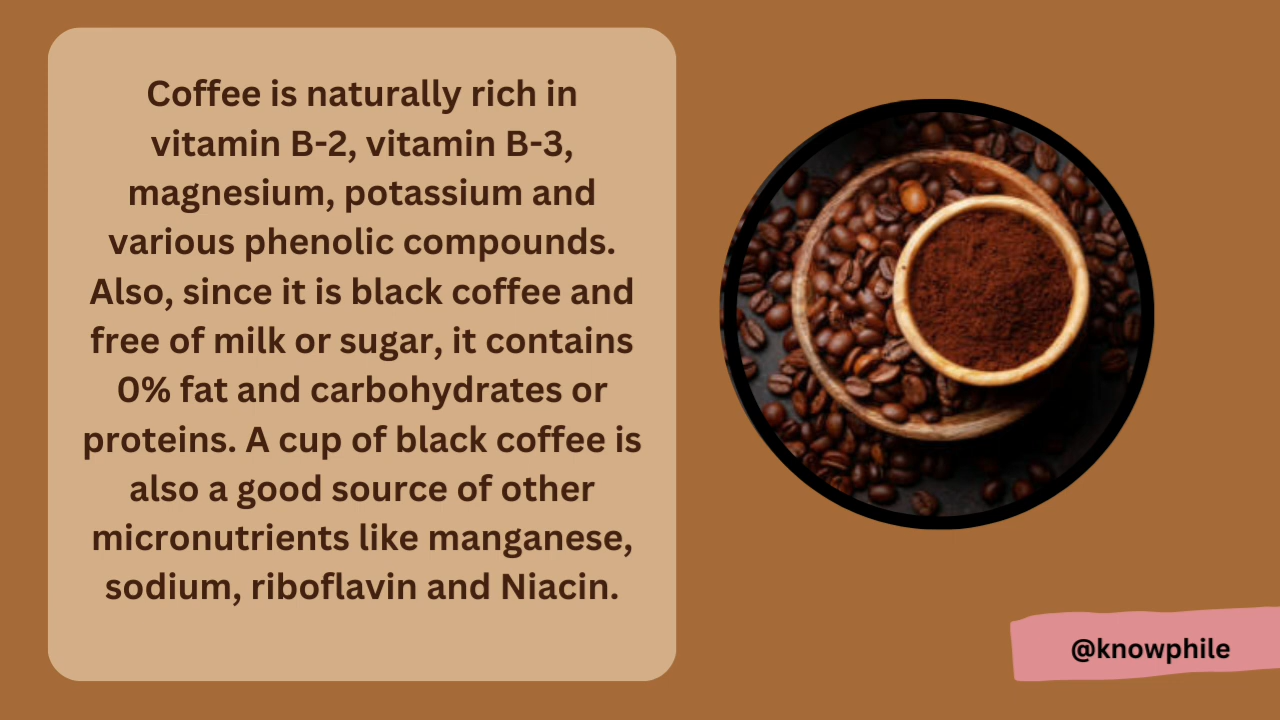 Coffee is naturally rich in
vitamin B-2, vitamin B-3,
magnesium, potassium and
various phenolic compounds.
Also, since it is black coffee and
free of milk or sugar, it contains
0% fat and carbohydrates or
proteins. A cup of black coffee is
also a good source of other
micronutrients like manganese,
sodium, riboflavin and Niacin.
@knowphile